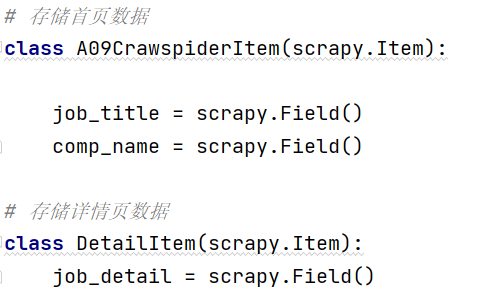 # 存储首页数据
class A09CrawspiderItem(scrapy.Item):
job_title = scrapy.Field()
comp_name = scrapy.Field()
# 存储详情页数据
class DetailItem(scrapy.Item):
job_detail = scrapy.Field()